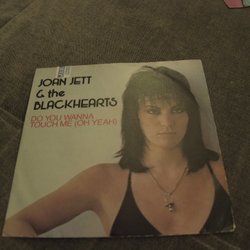 JOAN JETT
& the
BLACKHEARTS
DO YOU WANNA
TOUCH ME (OH YEAH)